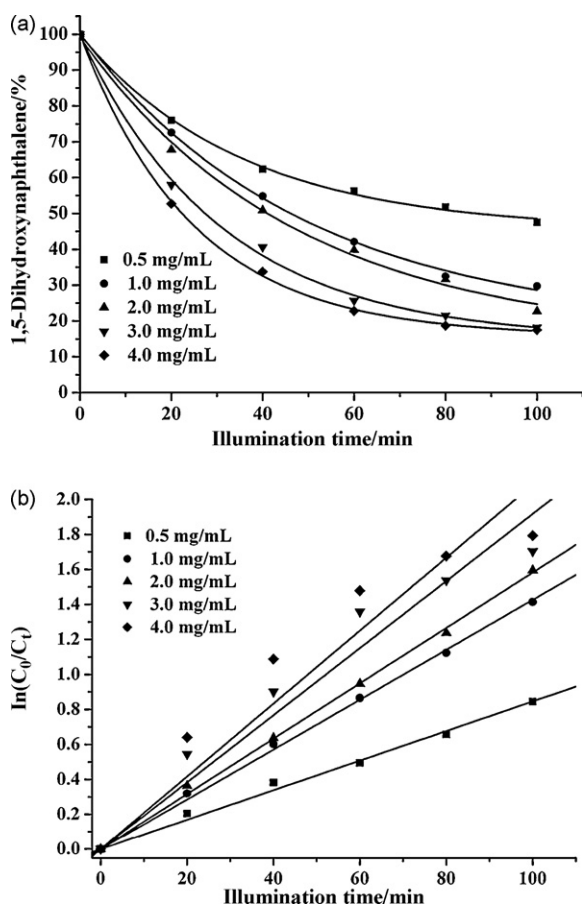 (a)
100
90
80
70
60
50
40
30
20
10
0
1,5-Dihydroxynaphthalene/%
0.5 mg/mL
1.0 mg/mL
2.0 mg/mL
3.0 mg/mL
4.0 mg/mL
0 20 40 60 80 100
Illumination time/min
(b)
2.0
1.8
1.6
1.4
1.2
1.0
0.8
0.6
0.4
0.2
0.0
In(C0/Ct)
0.5 mg/mL
1.0 mg/mL
2.0 mg/mL
3.0 mg/mL
4.0 mg/mL
0 20 40 60 80 100
Illumination time/min